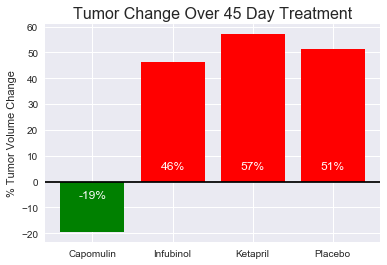 Tumor Change Over 45 Day Treatment
% Tumor Volume Change
60
50
40
30
20
10
0
−10
−20
-19%
46%
57%
51%
Capomulin
Infubinol
Ketapril
Placebo